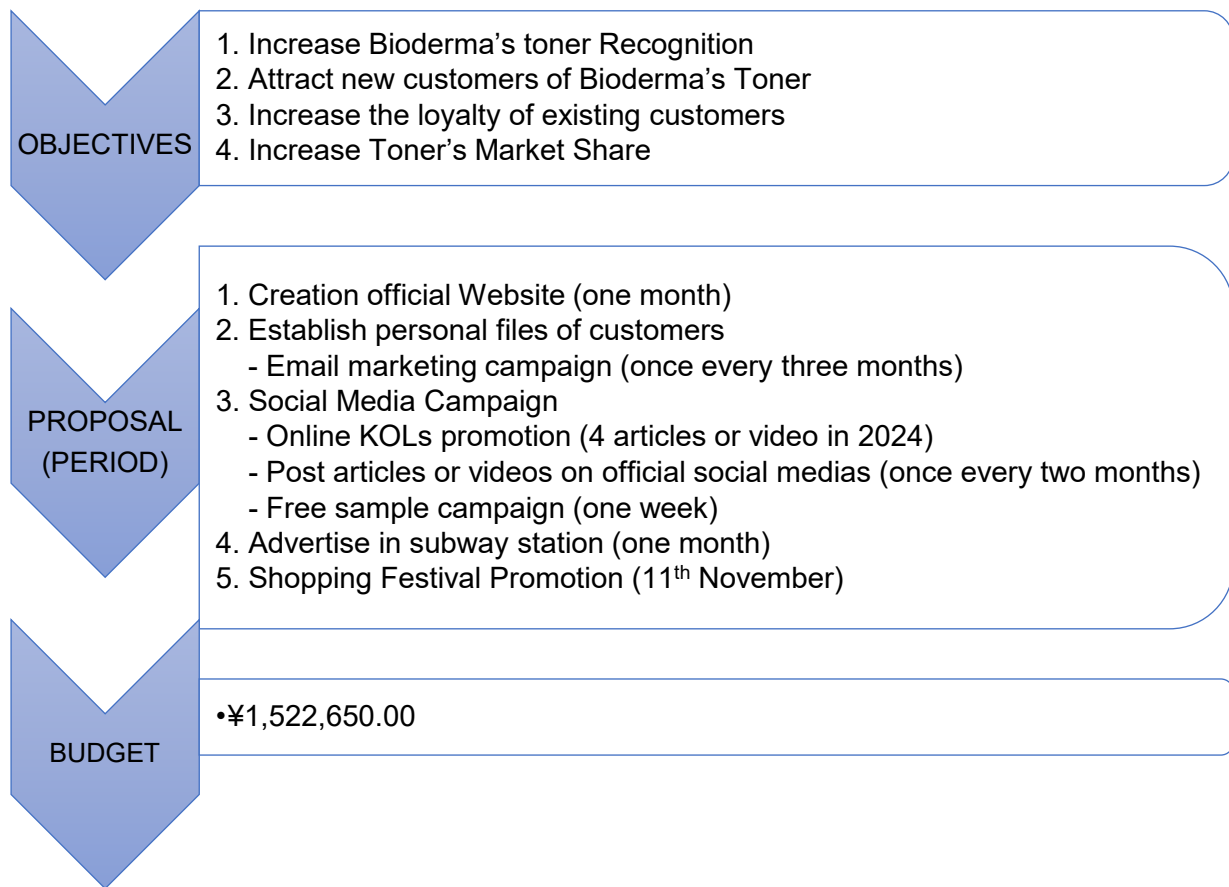 OBJECTIVES
1. Increase Bioderma’s toner Recognition
2. Attract new customers of Bioderma’s Toner
3. Increase the loyalty of existing customers
4. Increase Toner’s Market Share
PROPOSAL
(PERIOD)
1. Creation official Website (one month)
2. Establish personal files of customers
- Email marketing campaign (once every three months)
3. Social Media Campaign
- Online KOLs promotion (4 articles or video in 2024)
- Post articles or videos on official social medias (once every two months)
- Free sample campaign (one week)
4. Advertise in subway station (one month)
5. Shopping Festival Promotion (11th November)
BUDGET
•¥1,522,650.00